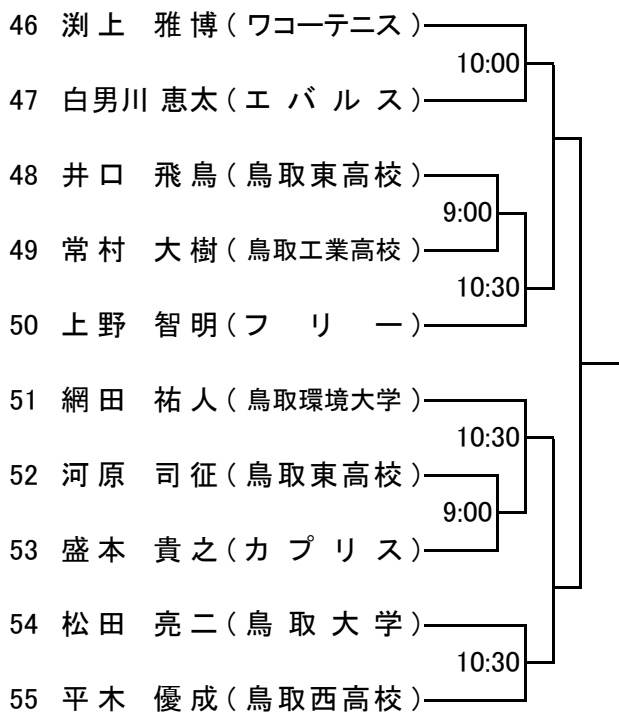 46 渕上 雅博(ワコーテニス)
10:00
47 白男川 恵太(エバルス)
48 井口 飛鳥(鳥取東高校)
9:00
49 常村 大樹(鳥取工業高校)
10:30
50 上野 智明(フリー)
51 網田 祐人(鳥取環境大学)
10:30
52 河原 司征(鳥取東高校)
9:00
53 盛本 貴之(カプリス)
54 松田 亮二(鳥取大学)
10:30
55 平木 優成(鳥取西高校)